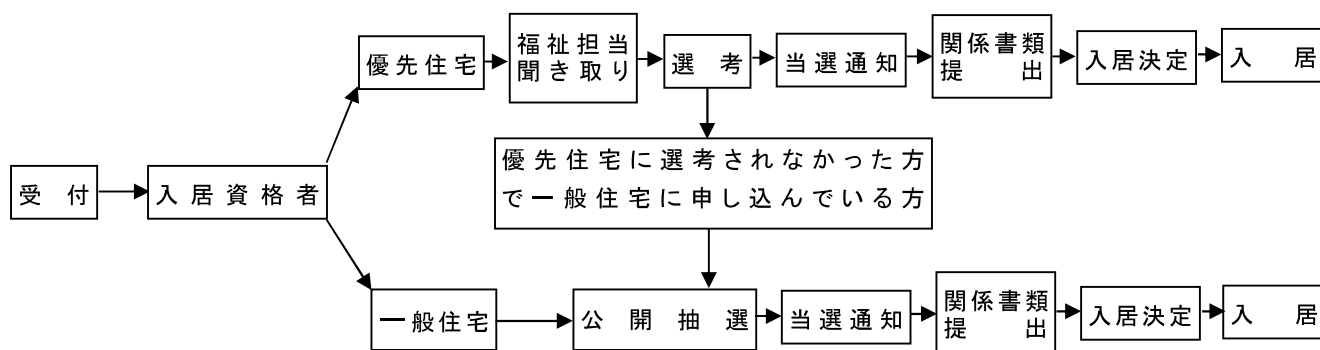 優先住宅
福祉担当
聞き取り
選考
当選通知
関係書類
提出
入居決定
入居
優先住宅に選考されなかった方
で一般住宅に申し込んでいる方
受付
入居資格者
一般住宅
公開抽選
当選通知
関係書類
提出
入居決定
入居